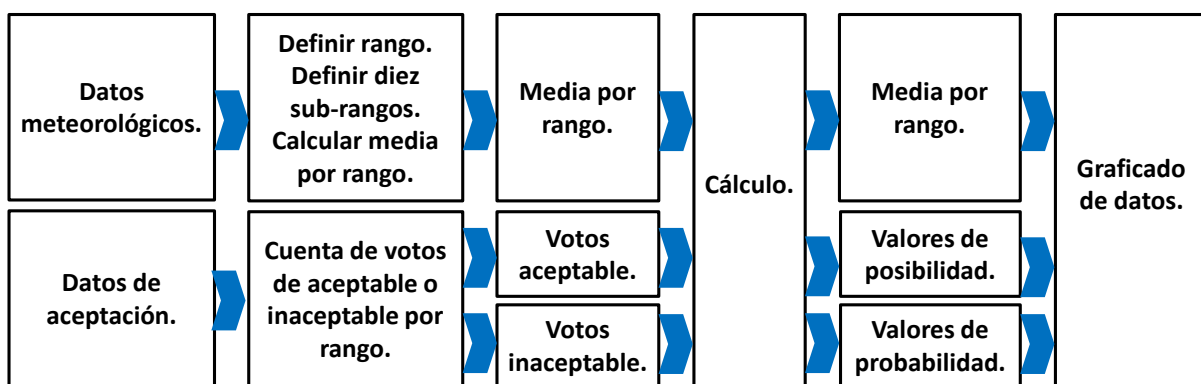 Datos
meteorológicos.
Definir rango.
Definir diez
sub-rangos.
Calcular media
por rango.
Media por
rango.
Cálculo.
Media por
rango.
Graficado
de datos.
Datos de
aceptación.
Cuenta de votos
de aceptable o
inaceptable por
rango.
Votos
aceptable.
Votos
inaceptable.
Valores de
posibilidad.
Valores de
probabilidad.